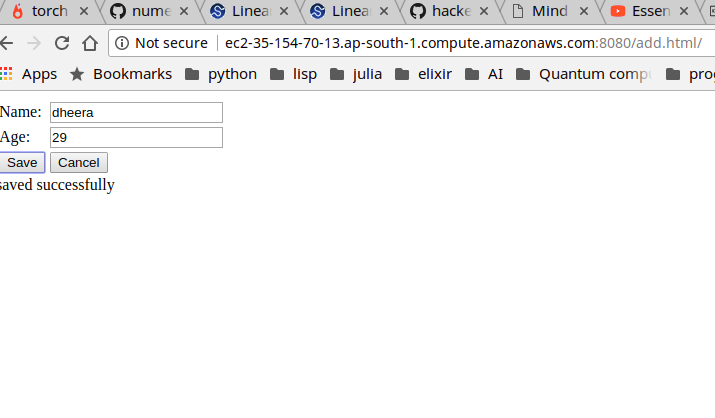 torch nume Linea Linea hacke Mind Essen
Not secure ec2-35-154-70-13.ap-south-1.compute.amazonaws.com:8080/add.html/
Apps Bookmarks python lisp julia elixir AI Quantum compu prog
Name: dheera
Age: 29
Save Cancel
saved successfully